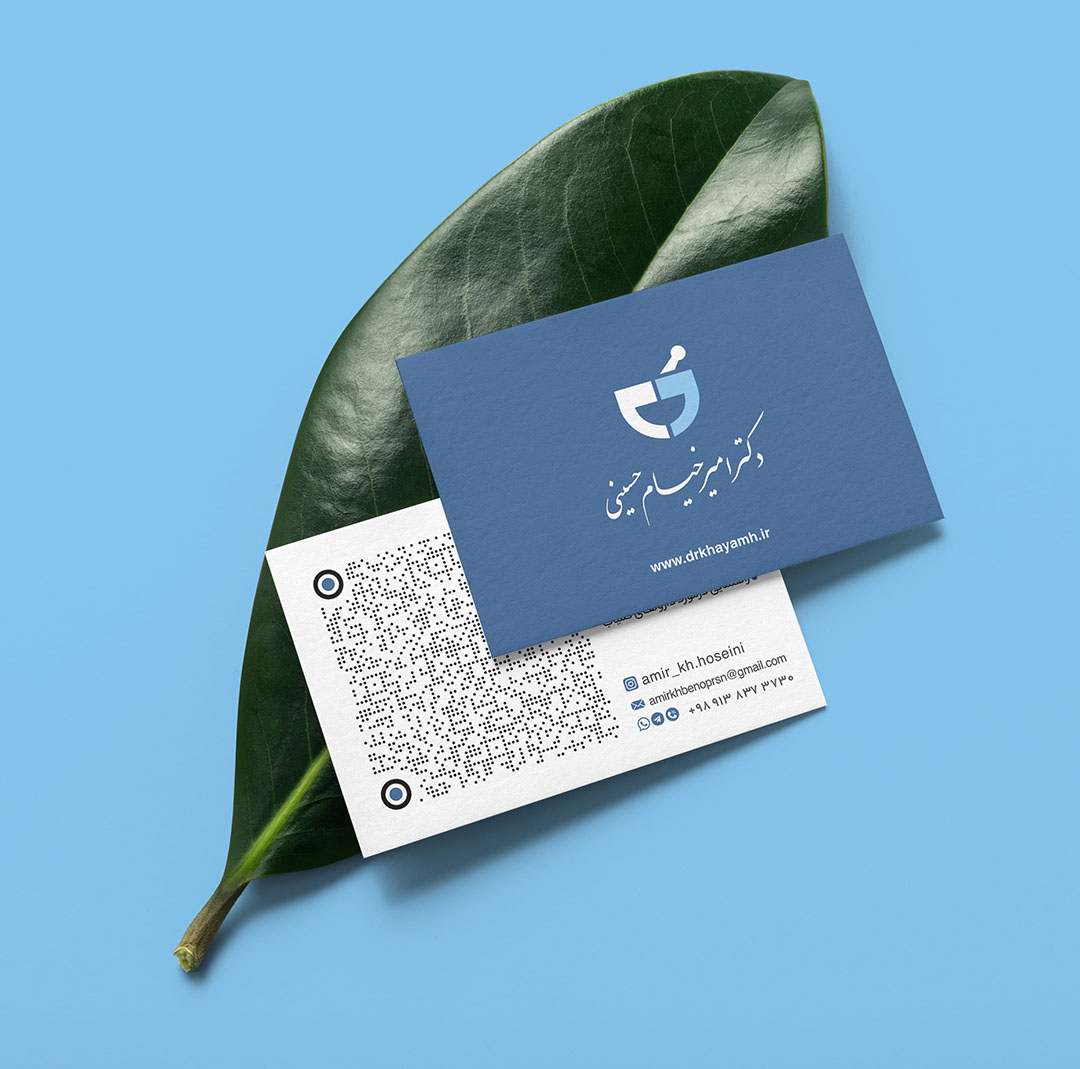 دکتر امیر خیام حسینی
www.drkhayamh.ir
amir_kh.hoseini
amirkhbenoprsn@gmail.com
+۹۸ ۹۱۳ ۸۳۷ ۳۷۳۰